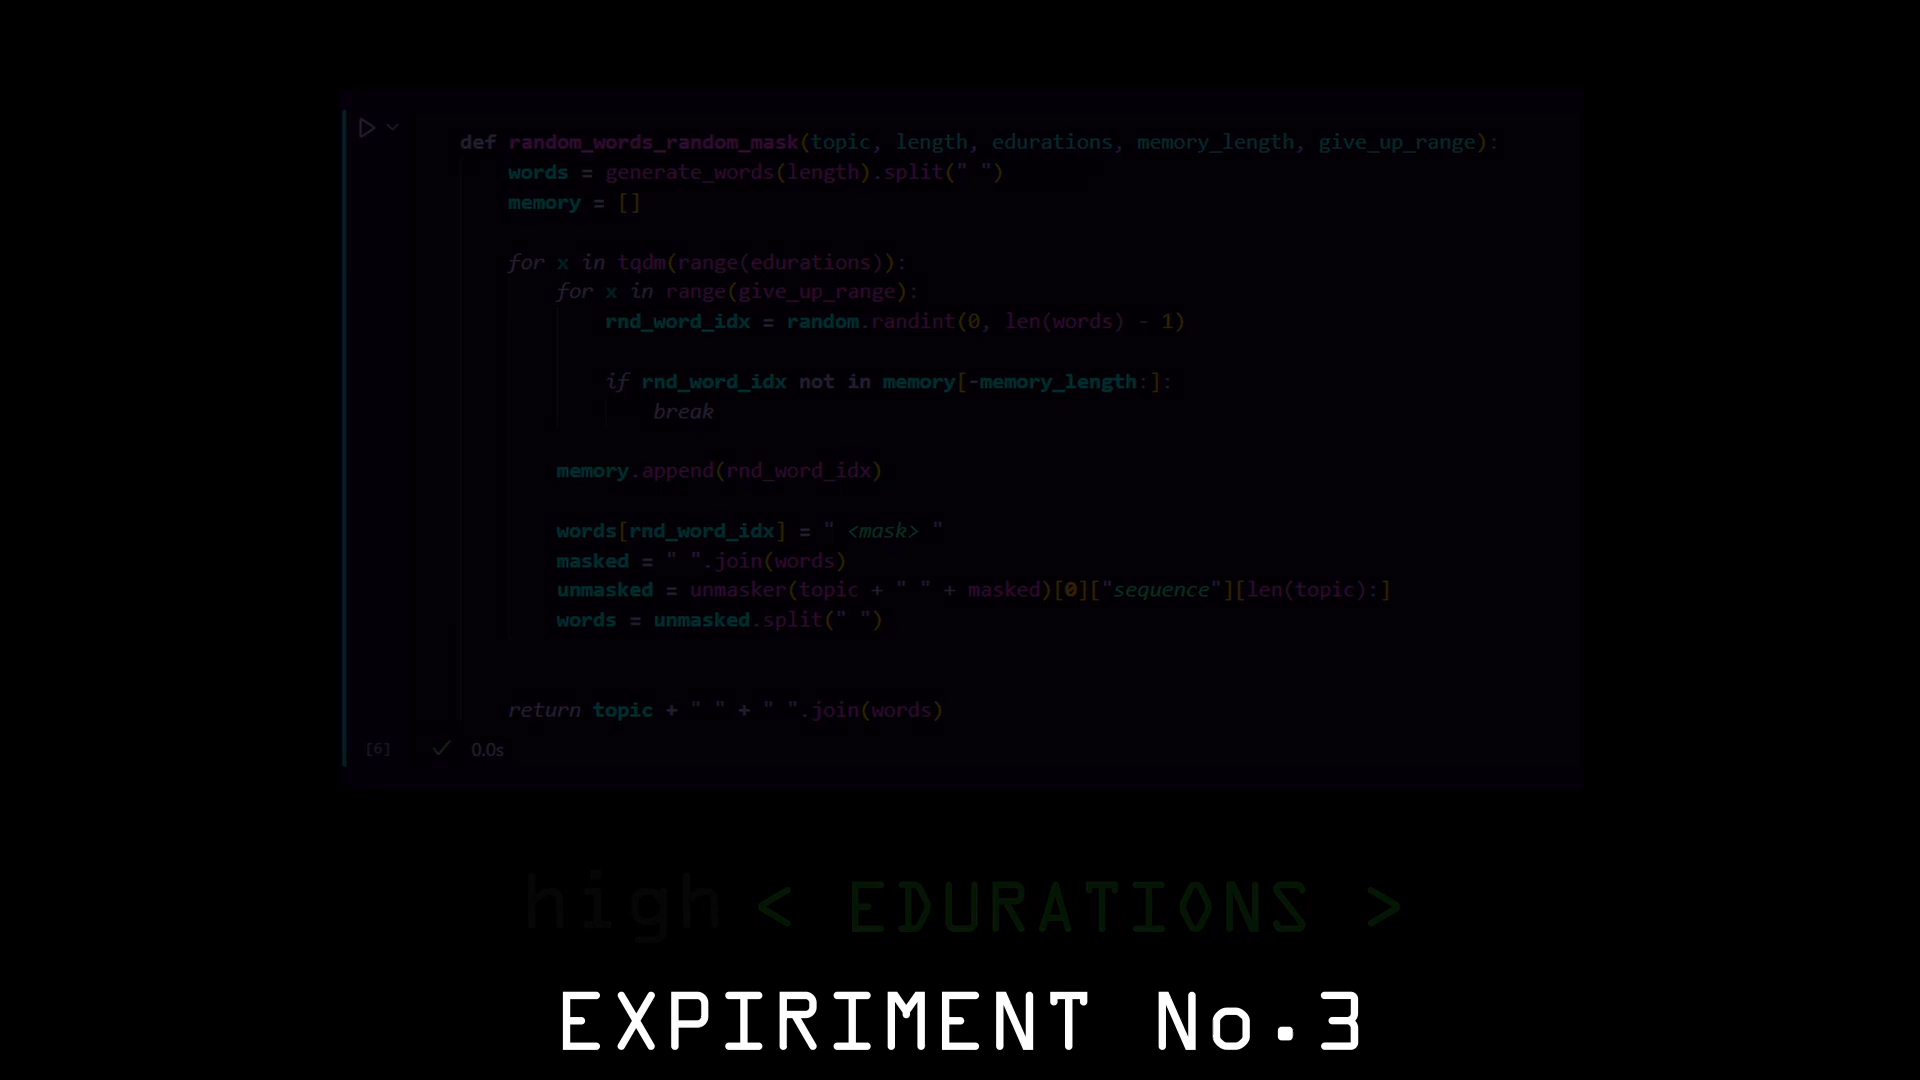 def random_words_random_mask(topic, length, edurations, memory_length, give_up_range):
words = generate_words(length).split(" ")
memory = []
for x in tqdm(range(edurations)):
for x in range(give_up_range):
rnd_word_idx = random.randint(0, len(words) - 1)
if rnd_word_idx not in memory[-memory_length:]:
break
memory.append(rnd_word_idx)
words[rnd_word_idx] = " <mask> "
masked = " ".join(words)
unmasked = unmasker(topic + " " + masked)[0]["sequence"][len(topic):]
words = unmasked.split(" ")
return topic + " " + " ".join(words)
[6] ✓ 0.0s
high < EDURATIONS >
EXPIRIMENT No.3